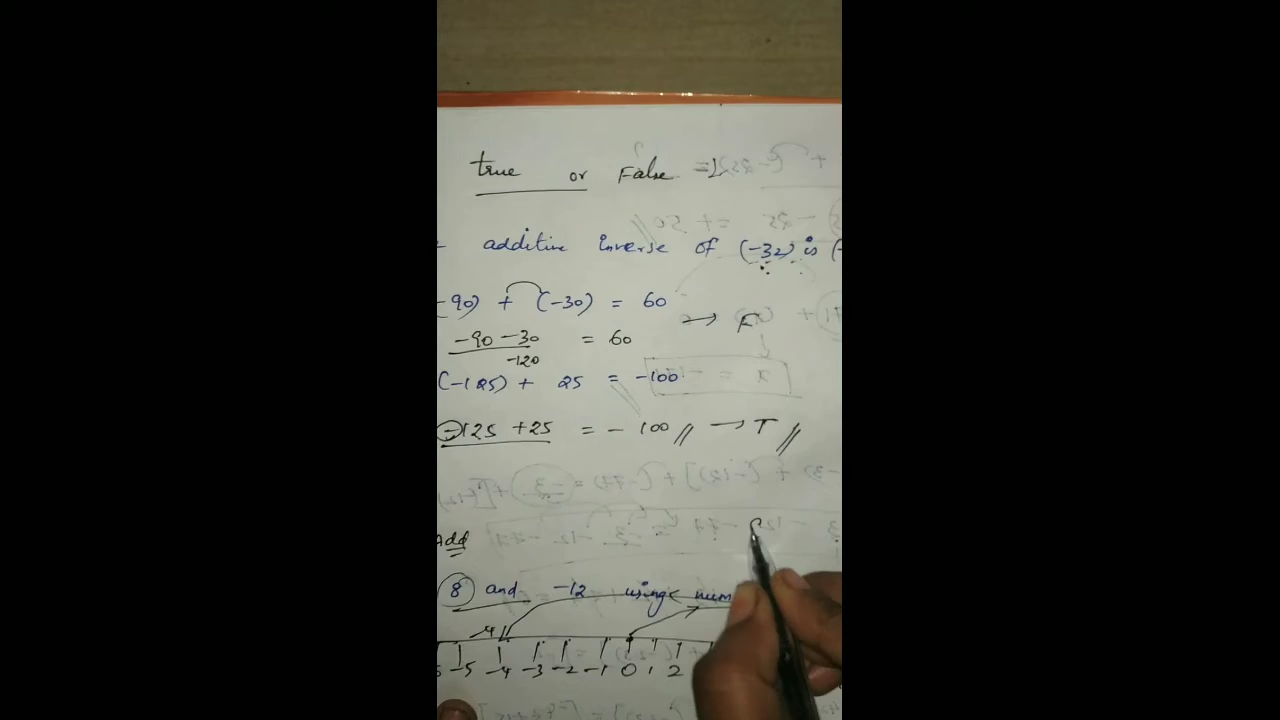 true or False
additive inverse of (-32) is (-
-90) + (-30) = 60
-90 -30 = 60 → F
-120
(-125) + 25 = -100
-125 +25 = -100 // → T //
Add
8 and -12 using num
-4
-5 -4 -3 -2 -1 0 1 2